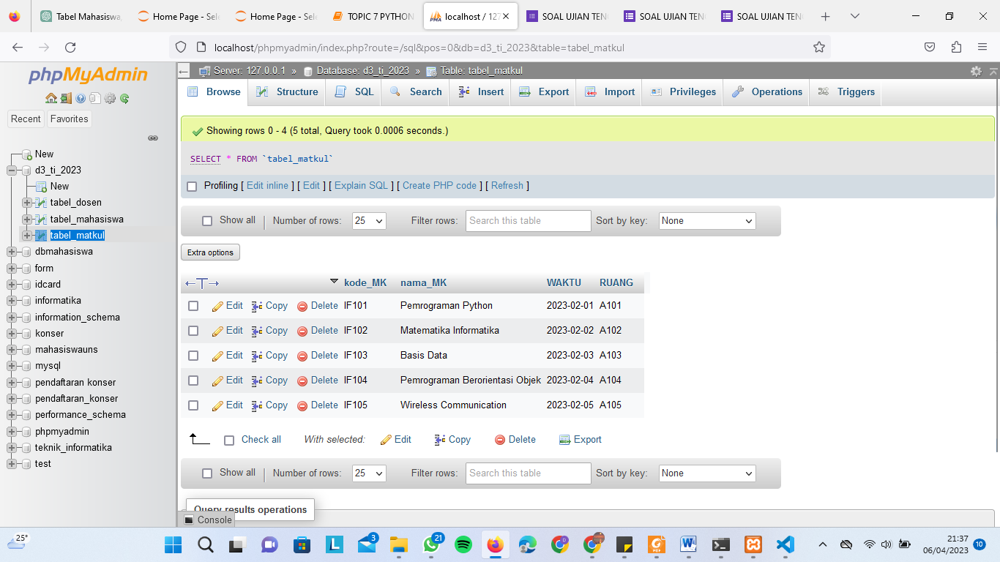 Tabel Mahasiswa,
Home Page - Sele
Home Page - Sele
TOPIC 7 PYTHON
localhost / 127
SOAL UJIAN TEN
SOAL UJIAN TEN
SOAL UJIAN TEN
localhost/phpmyadmin/index.php?route=/sql&pos=0&db=d3_ti_2023&table=tabel_matkul
phpMyAdmin
Recent Favorites
New
d3_ti_2023
New
tabel_dosen
tabel_mahasiswa
tabel_matkul
dbmahasiswa
form
idcard
informatika
information_schema
konser
mahasiswauns
mysql
pendaftaran konser
pendaftaran_konser
performance_schema
phpmyadmin
teknik_informatika
test
Server: 127.0.0.1 » Database: d3_ti_2023 » Table: tabel_matkul
Browse Structure SQL Search Insert Export Import Privileges Operations Triggers
Showing rows 0 - 4 (5 total, Query took 0.0006 seconds.)
SELECT * FROM `tabel_matkul`
Profiling [ Edit inline ] [ Edit ] [ Explain SQL ] [ Create PHP code ] [ Refresh ]
Show all | Number of rows: 25 Filter rows: Search this table Sort by key: None
Extra options
←T→ kode_MK nama_MK WAKTU RUANG
Edit Copy Delete IF101 Pemrograman Python 2023-02-01 A101
Edit Copy Delete IF102 Matematika Informatika 2023-02-02 A102
Edit Copy Delete IF103 Basis Data 2023-02-03 A103
Edit Copy Delete IF104 Pemrograman Berorientasi Objek 2023-02-04 A104
Edit Copy Delete IF105 Wireless Communication 2023-02-05 A105
Check all With selected: Edit Copy Delete Export
Show all | Number of rows: 25 Filter rows: Search this table Sort by key: None
Query results operations
Console
25°
3
21
21:37
06/04/2023
10